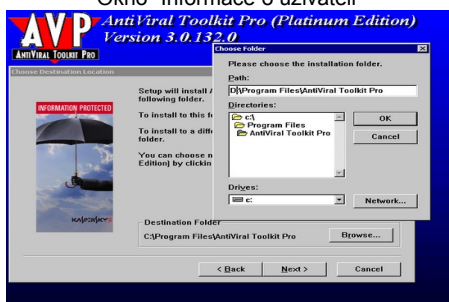 Okno "Informace o uživateli"
AVP
ANTIVIRAL TOOLKIT PRO
AntiViral Toolkit Pro (Platinum Edition)
Version 3.0.132.0
Choose Destination Location
INFORMATION PROTECTED
KASPERSKY
Setup will install A
following folder.
To install to this fo
To install to a diffe
folder.
You can choose n
Edition) by clickin
Destination Folder
C:\Program Files\AntiViral Toolkit Pro
Browse...
< Back
Next >
Cancel
Choose Folder
Please choose the installation folder.
Path:
D:\Program Files\AntiViral Toolkit Pro
Directories:
c:\
Program Files
AntiViral Toolkit Pro
OK
Cancel
Drives:
c:
Network...